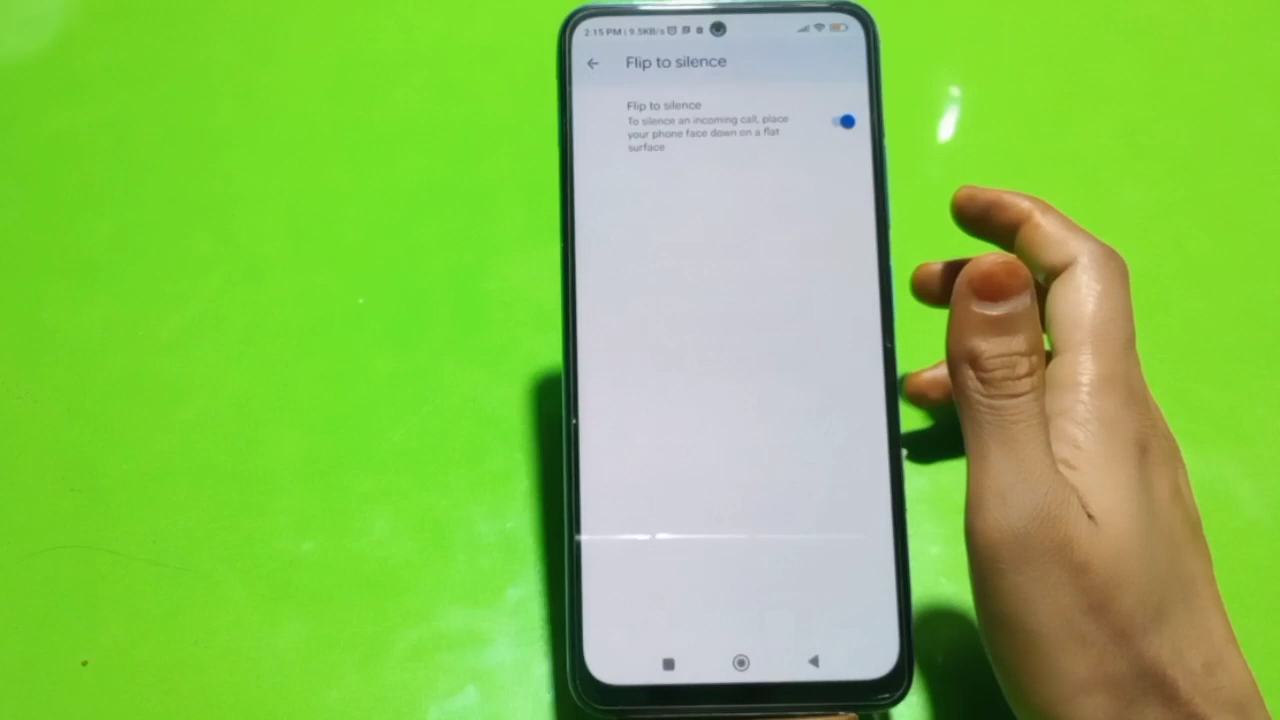 2:15 PM | 9.5KB/s
Flip to silence
Flip to silence
To silence an incoming call, place
your phone face down on a flat
surface